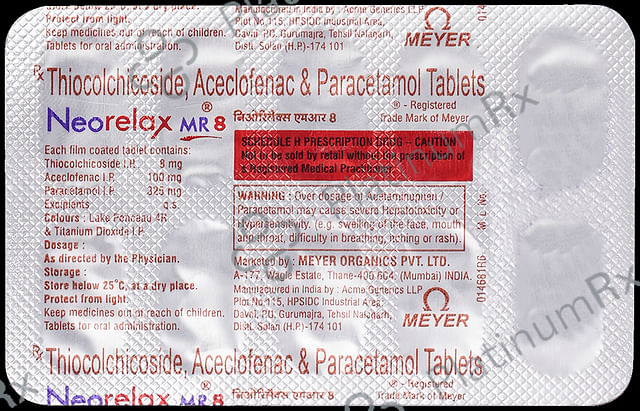 Protect from light.
Keep medicines out of reach of children.
Tablets for oral administration.
Manufactured in India by : Acme Generics LLP
Plot No.115, HPSIDC Industrial Area,
Davni, PO. Gurumajra, Tehsil Nalagarh,
Distt. Solan (H.P)-174 101
MEYER
Rx Thiocolchicoside, Aceclofenac & Paracetamol Tablets
Neorelax MR 8 ® निओरिलैक्स एमआर 8
® - Registered
Trade Mark of Meyer
Each film coated tablet contains:
Thiocolchicoside I.P. 8 mg
Aceclofenac I.P. 100 mg
Paracetamol I.P. 325 mg
Excipients q.s.
Colours : Lake Ponceau 4R
& Titanium Dioxide I.P.
Dosage :
As directed by the Physician.
Storage :
Store below 25°C, at a dry place.
Protect from light.
Keep medicines out of reach of children.
Tablets for oral administration.
SCHEDULE H PRESCRIPTION DRUG - CAUTION
Not to be sold by retail without the prescription of
a Registered Medical Practitioner
WARNING : Over dosage of Acetaminophen /
Paracetamol may cause severe Hepatotoxicity or
Hypersensitivity. (e.g. swelling of the face, mouth
and throat, difficulty in breathing, itching or rash).
Marketed by : MEYER ORGANICS PVT. LTD.
A-177, Wagle Estate, Thane-400 604, (Mumbai) INDIA.
Manufactured in India by : Acme Generics LLP
Plot No.115, HPSIDC Industrial Area,
Davni, PO. Gurumajra, Tehsil Nalagarh,
Distt. Solan (H.P)-174 101
MEYER
M. L. No.
014681R6
Rx Thiocolchicoside, Aceclofenac & Paracetamol Tablets
Neorelax MR 8 ® निओरिलैक्स एमआर 8
® - Registered
Trade Mark of Meyer
PlatinumRx